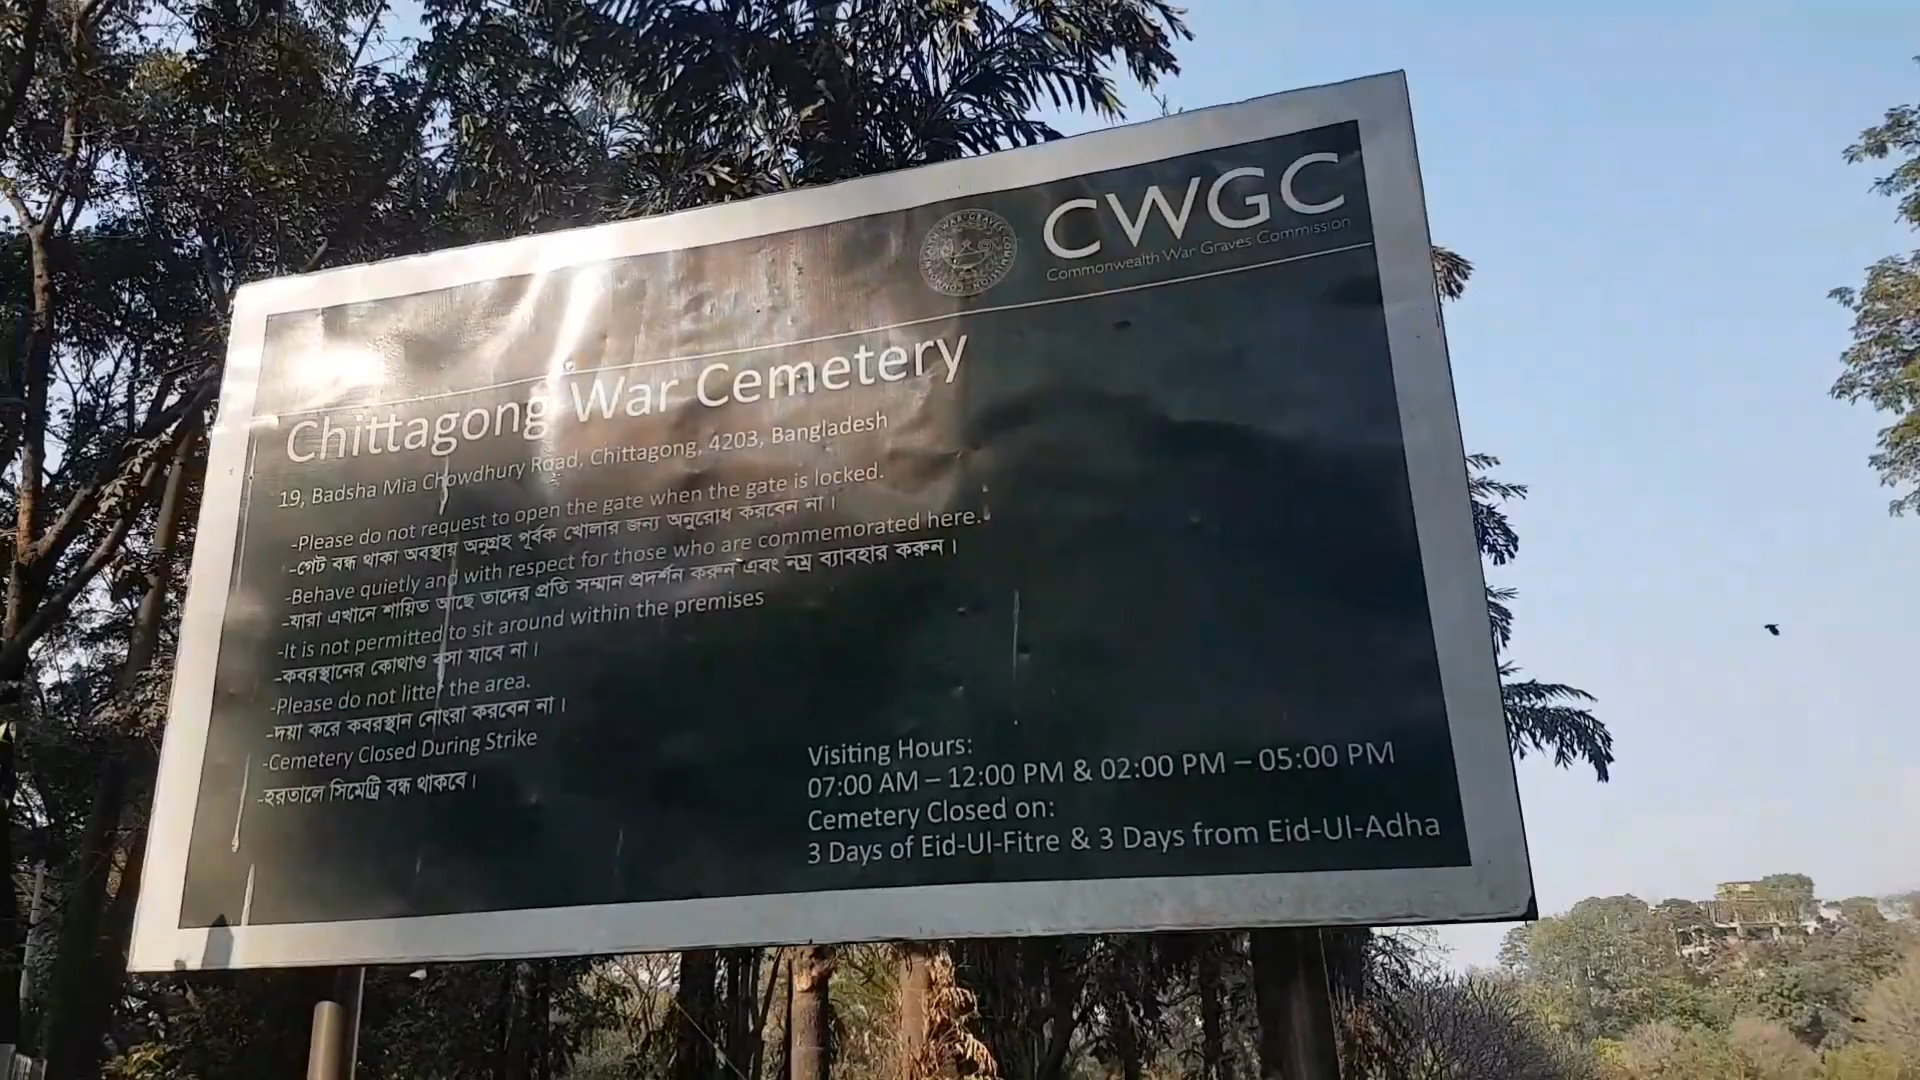 COMMONWEALTH WAR GRAVES COMMISSION
CWGC
Commonwealth War Graves Commission
Chittagong War Cemetery
19, Badsha Mia Chowdhury Road, Chittagong, 4203, Bangladesh
-Please do not request to open the gate when the gate is locked.
-গেট বন্ধ থাকা অবস্থায় অনুগ্রহ পূর্বক খোলার জন্য অনুরোধ করবেন না।
-Behave quietly and with respect for those who are commemorated here.
-যারা এখানে শায়িত আছে তাদের প্রতি সম্মান প্রদর্শন করুন এবং নম্র ব্যাবহার করুন।
-It is not permitted to sit around within the premises
-কবরস্থানের কোথাও বসা যাবে না।
-Please do not litter the area.
-দয়া করে কবরস্থান নোংরা করবেন না।
-Cemetery Closed During Strike
-হরতালে সিমেট্রি বন্ধ থাকবে।
Visiting Hours:
07:00 AM – 12:00 PM & 02:00 PM – 05:00 PM
Cemetery Closed on:
3 Days of Eid-Ul-Fitre & 3 Days from Eid-Ul-Adha